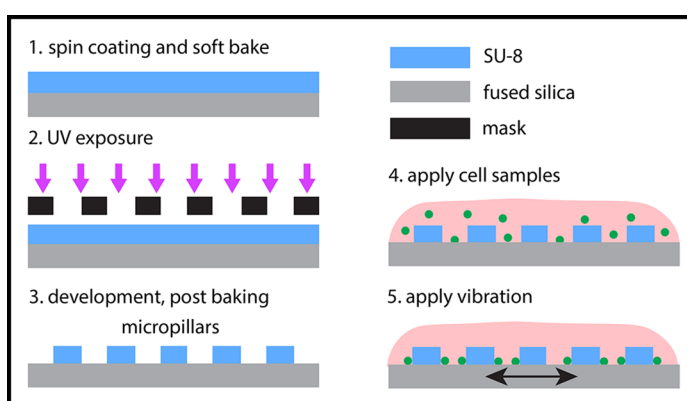 1. spin coating and soft bake
2. UV exposure
3. development, post baking
micropillars
SU-8
fused silica
mask
4. apply cell samples
5. apply vibration